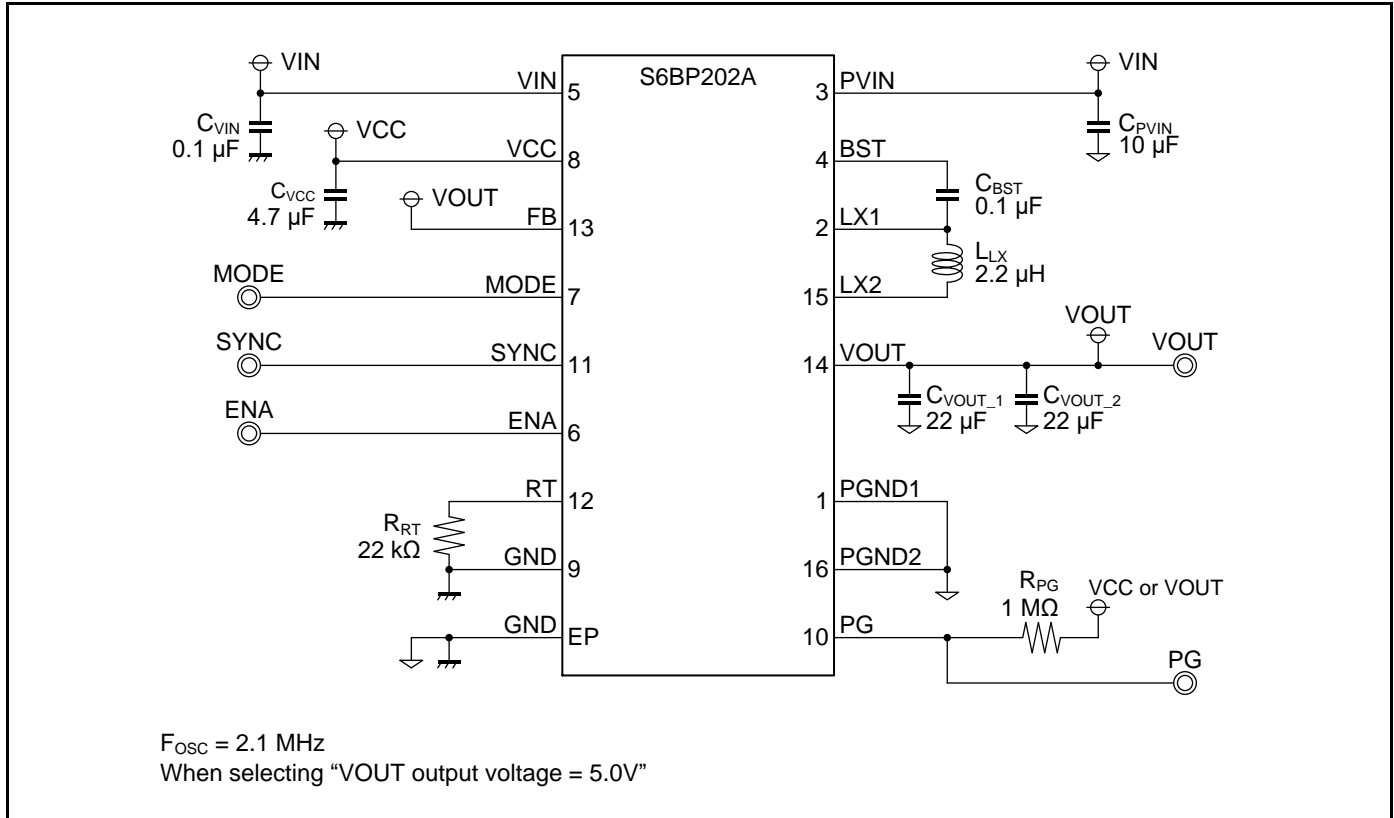 VIN
VIN
5
S6BP202A
3
PVIN
VIN
CVIN
0.1 µF
VCC
VCC
8
4
BST
CPVIN
10 µF
CVCC
4.7 µF
VOUT
FB
13
2
LX1
CBST
0.1 µF
LLX
2.2 µH
MODE
MODE
7
15
LX2
SYNC
SYNC
11
14
VOUT
VOUT
VOUT
CVOUT_1
22 µF
CVOUT_2
22 µF
ENA
ENA
6
RT
12
1
PGND1
RRT
22 kΩ
GND
9
16
PGND2
RPG
1 MΩ
VCC or VOUT
GND
EP
10
PG
PG
FOSC = 2.1 MHz
When selecting “VOUT output voltage = 5.0V”